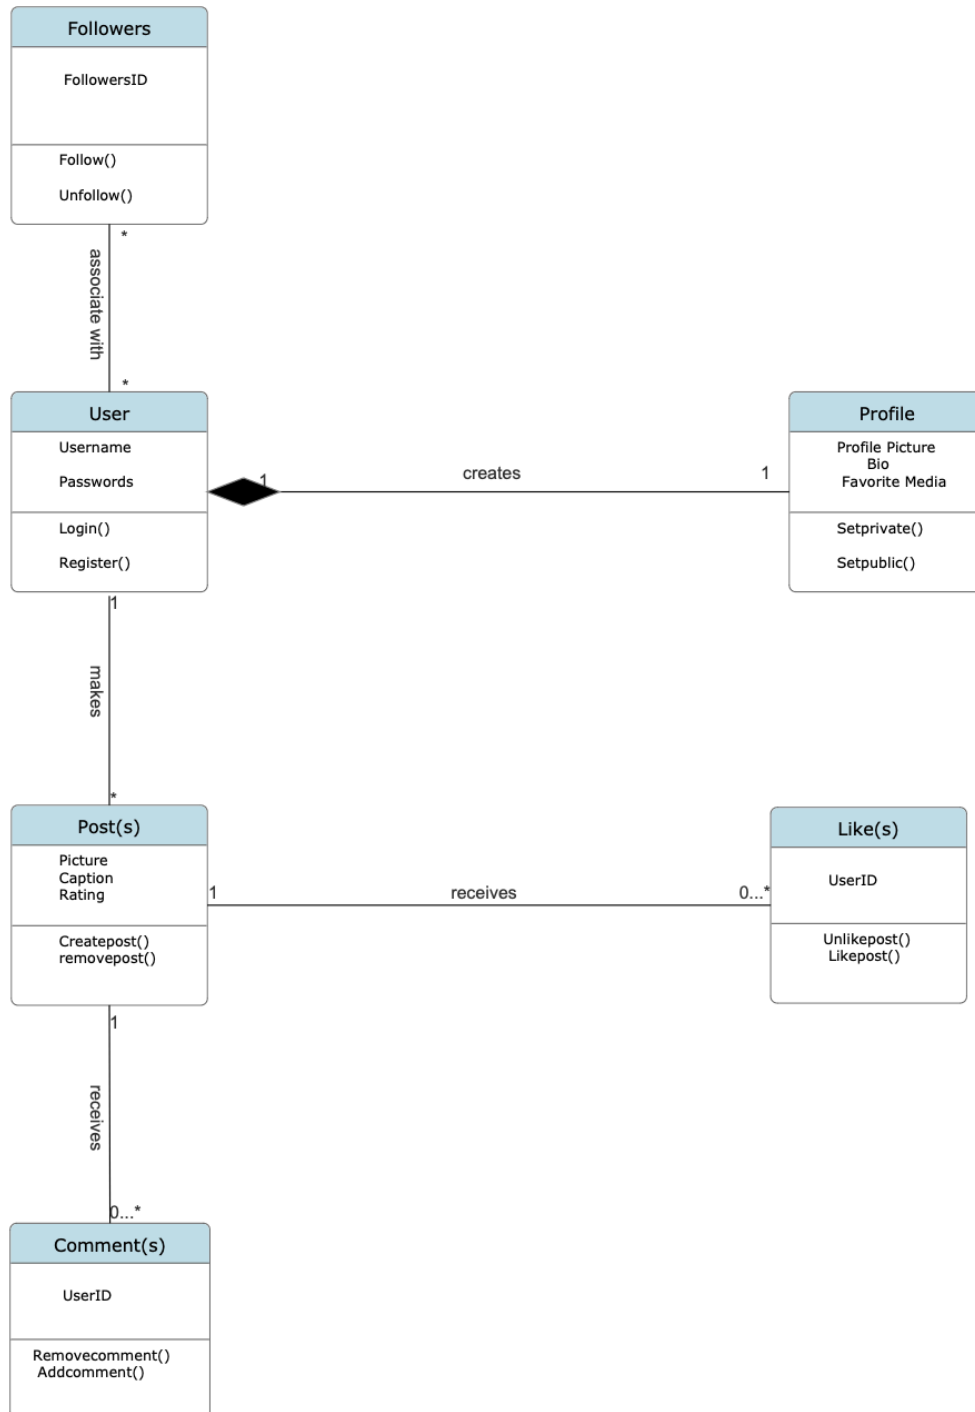 Followers
FollowersID
Follow()
Unfollow()
*
associate with
*
User
Username
Passwords
Login()
Register()
1
creates
1
Profile
Profile Picture
Bio
Favorite Media
Setprivate()
Setpublic()
1
makes
*
Post(s)
Picture
Caption
Rating
Createpost()
removepost()
1
receives
0...*
Like(s)
UserID
Unlikepost()
Likepost()
1
receives
0...*
Comment(s)
UserID
Removecomment()
Addcomment()